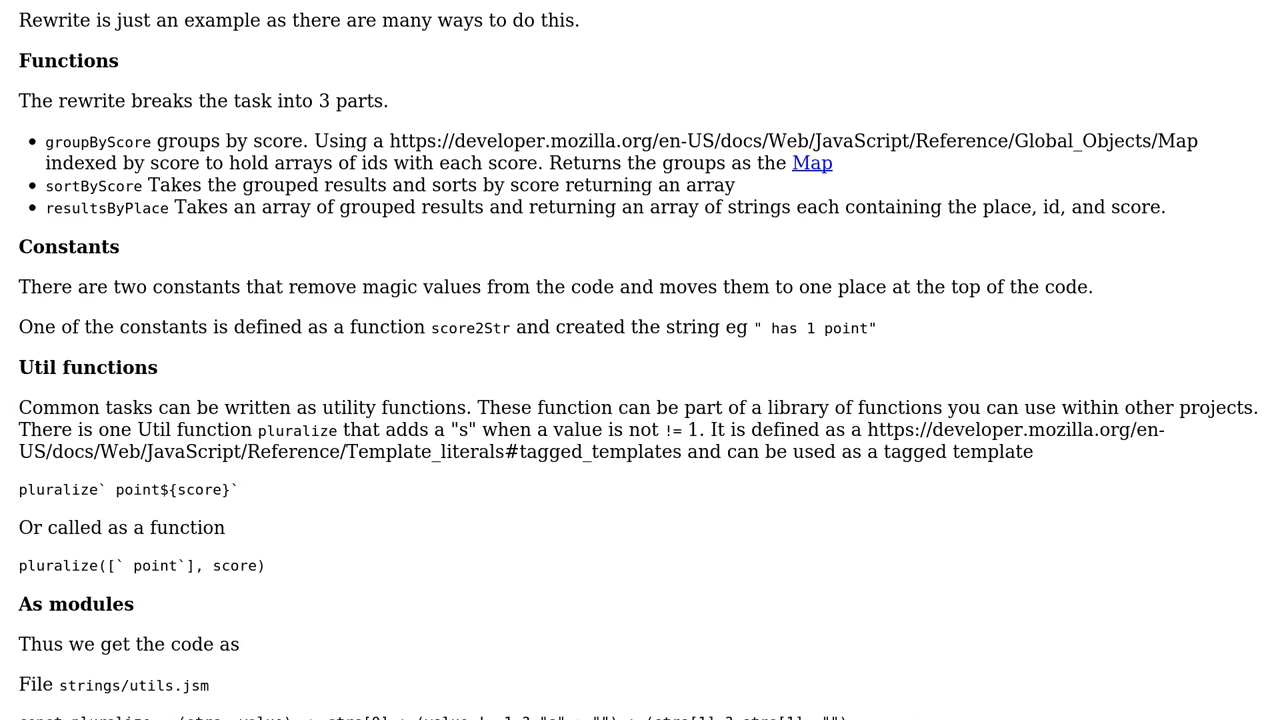 Rewrite is just an example as there are many ways to do this.
Functions
The rewrite breaks the task into 3 parts.
groupByScore groups by score. Using a https://developer.mozilla.org/en-US/docs/Web/JavaScript/Reference/Global_Objects/Map
indexed by score to hold arrays of ids with each score. Returns the groups as the Map
sortByScore Takes the grouped results and sorts by score returning an array
resultsByPlace Takes an array of grouped results and returning an array of strings each containing the place, id, and score.
Constants
There are two constants that remove magic values from the code and moves them to one place at the top of the code.
One of the constants is defined as a function score2Str and created the string eg " has 1 point"
Util functions
Common tasks can be written as utility functions. These function can be part of a library of functions you can use within other projects.
There is one Util function pluralize that adds a "s" when a value is not != 1. It is defined as a https://developer.mozilla.org/en-
US/docs/Web/JavaScript/Reference/Template_literals#tagged_templates and can be used as a tagged template
pluralize` point${score}`
Or called as a function
pluralize([` point`], score)
As modules
Thus we get the code as
File strings/utils.jsm